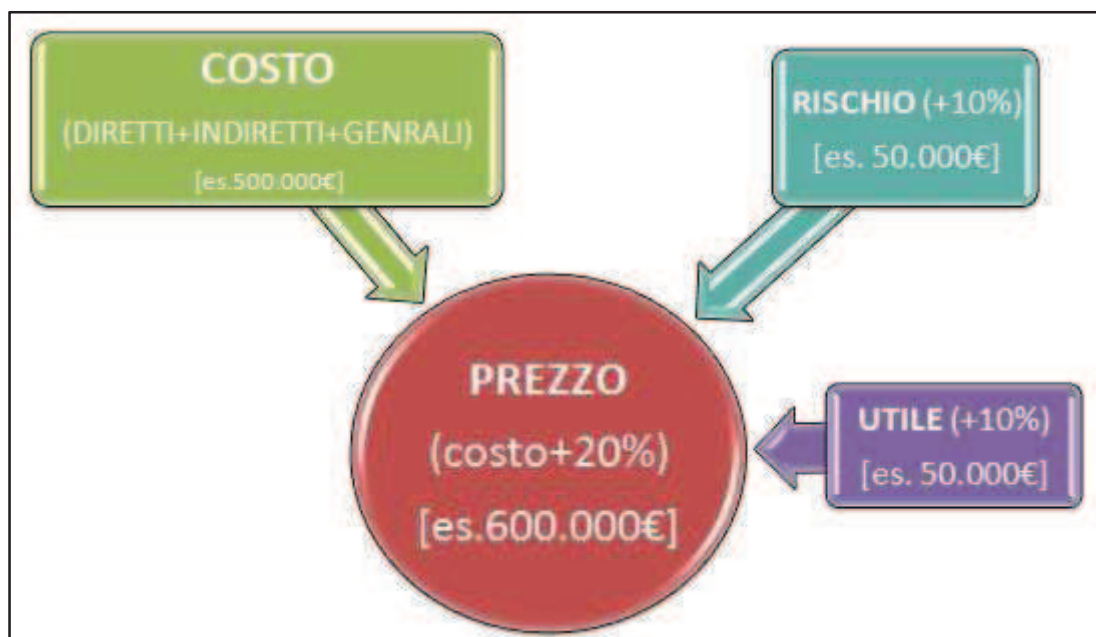 COSTO
(DIRETTI+INDIRETTI+GENRALI)
[es.500.000€]
RISCHIO (+10%)
[es. 50.000€]
PREZZO
(costo+20%)
[es.600.000€]
UTILE (+10%)
[es. 50.000€]